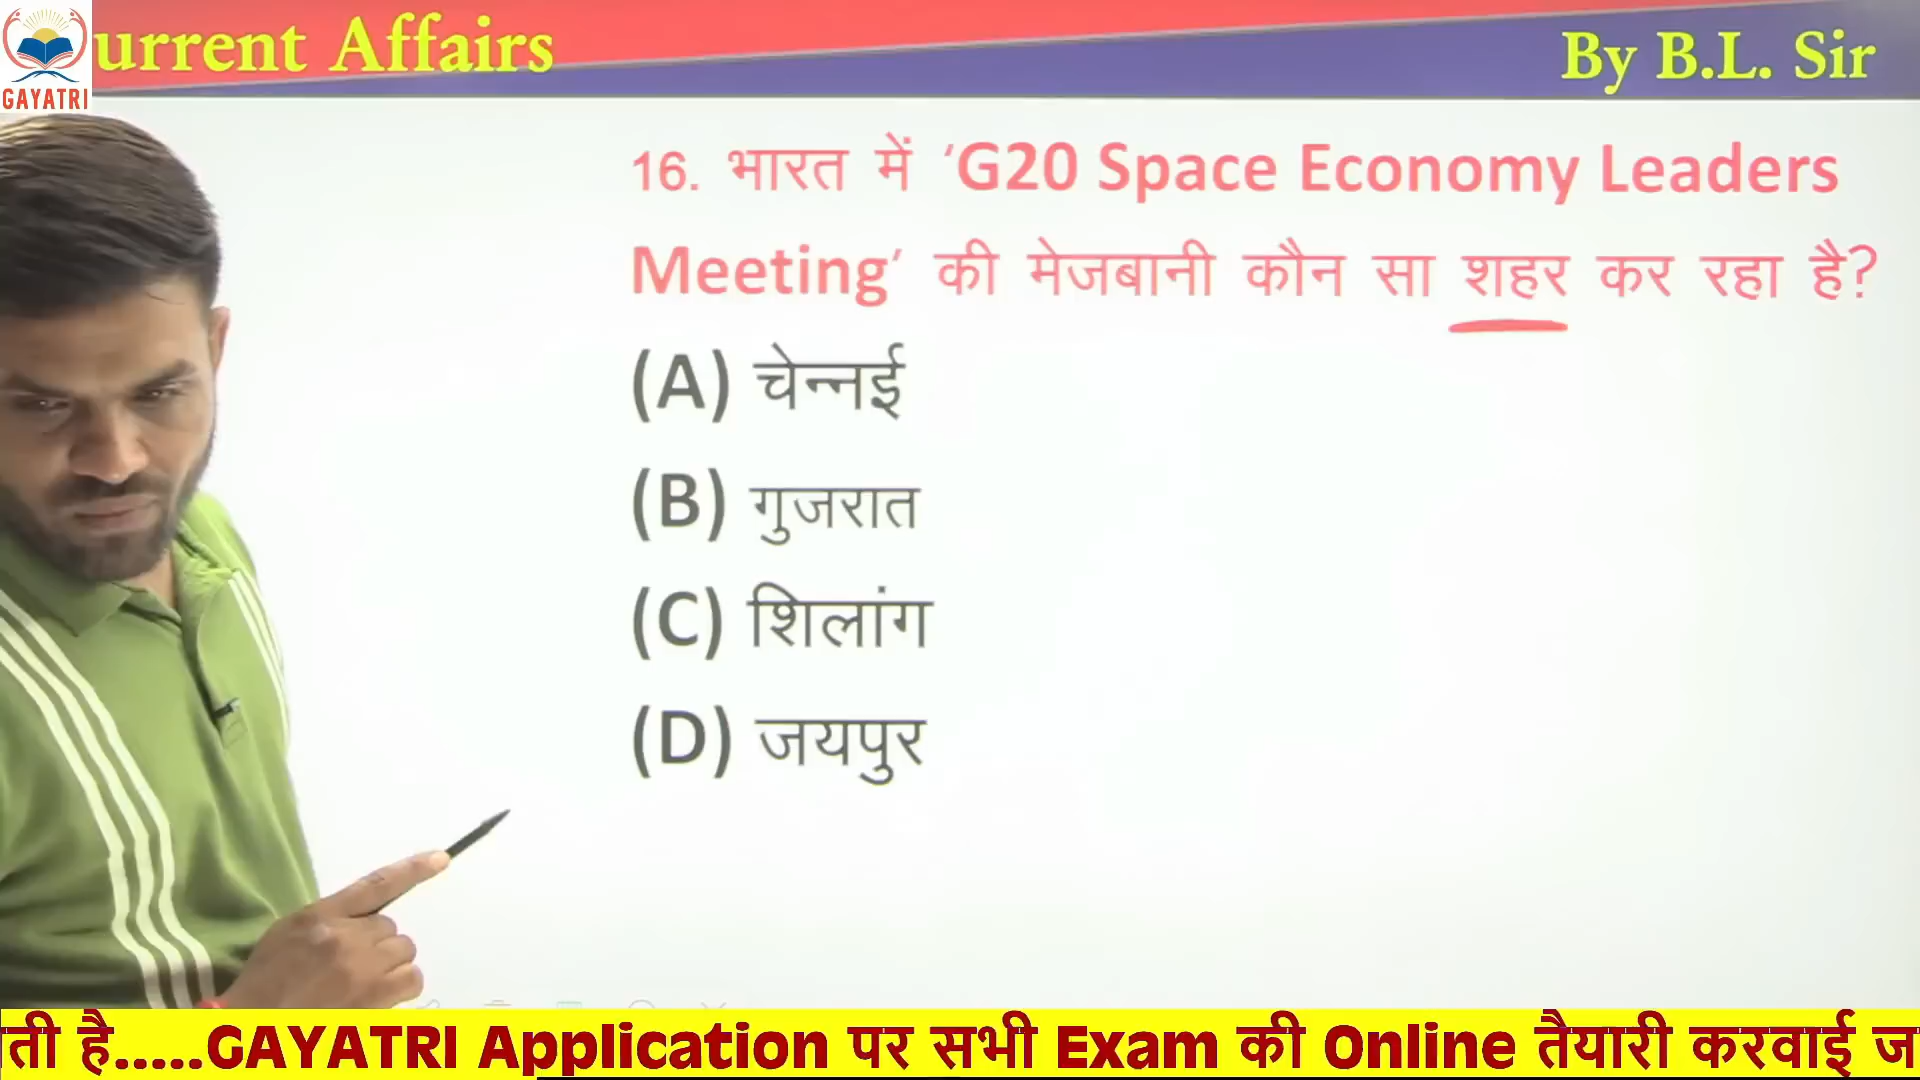 GAYATRI
urrent Affairs
By B.L. Sir
16. भारत में ‘G20 Space Economy Leaders
Meeting’ की मेजबानी कौन सा शहर कर रहा है?
(A) चेन्नई
(B) गुजरात
(C) शिलांग
(D) जयपुर
ती है.....GAYATRI Application पर सभी Exam की Online तैयारी करवाई ज